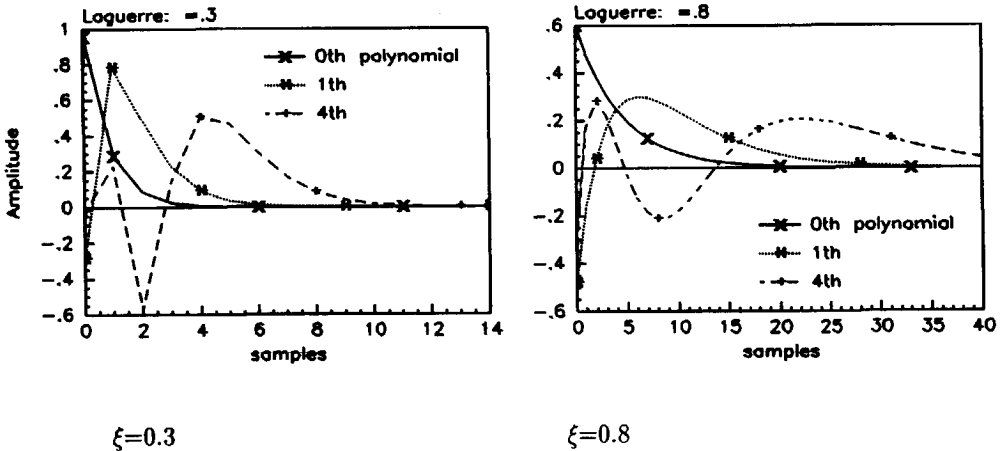 Laguerre: =.3
1
.8
.6
.4
.2
0
-.2
-.4
-.6
Amplitude
0th polynomial
1th
4th
0 2 4 6 8 10 12 14
samples
ξ=0.3
Laguerre: =.8
.6
.4
.2
0
-.2
-.4
-.6
0th polynomial
1th
4th
0 5 10 15 20 25 30 35 40
samples
ξ=0.8